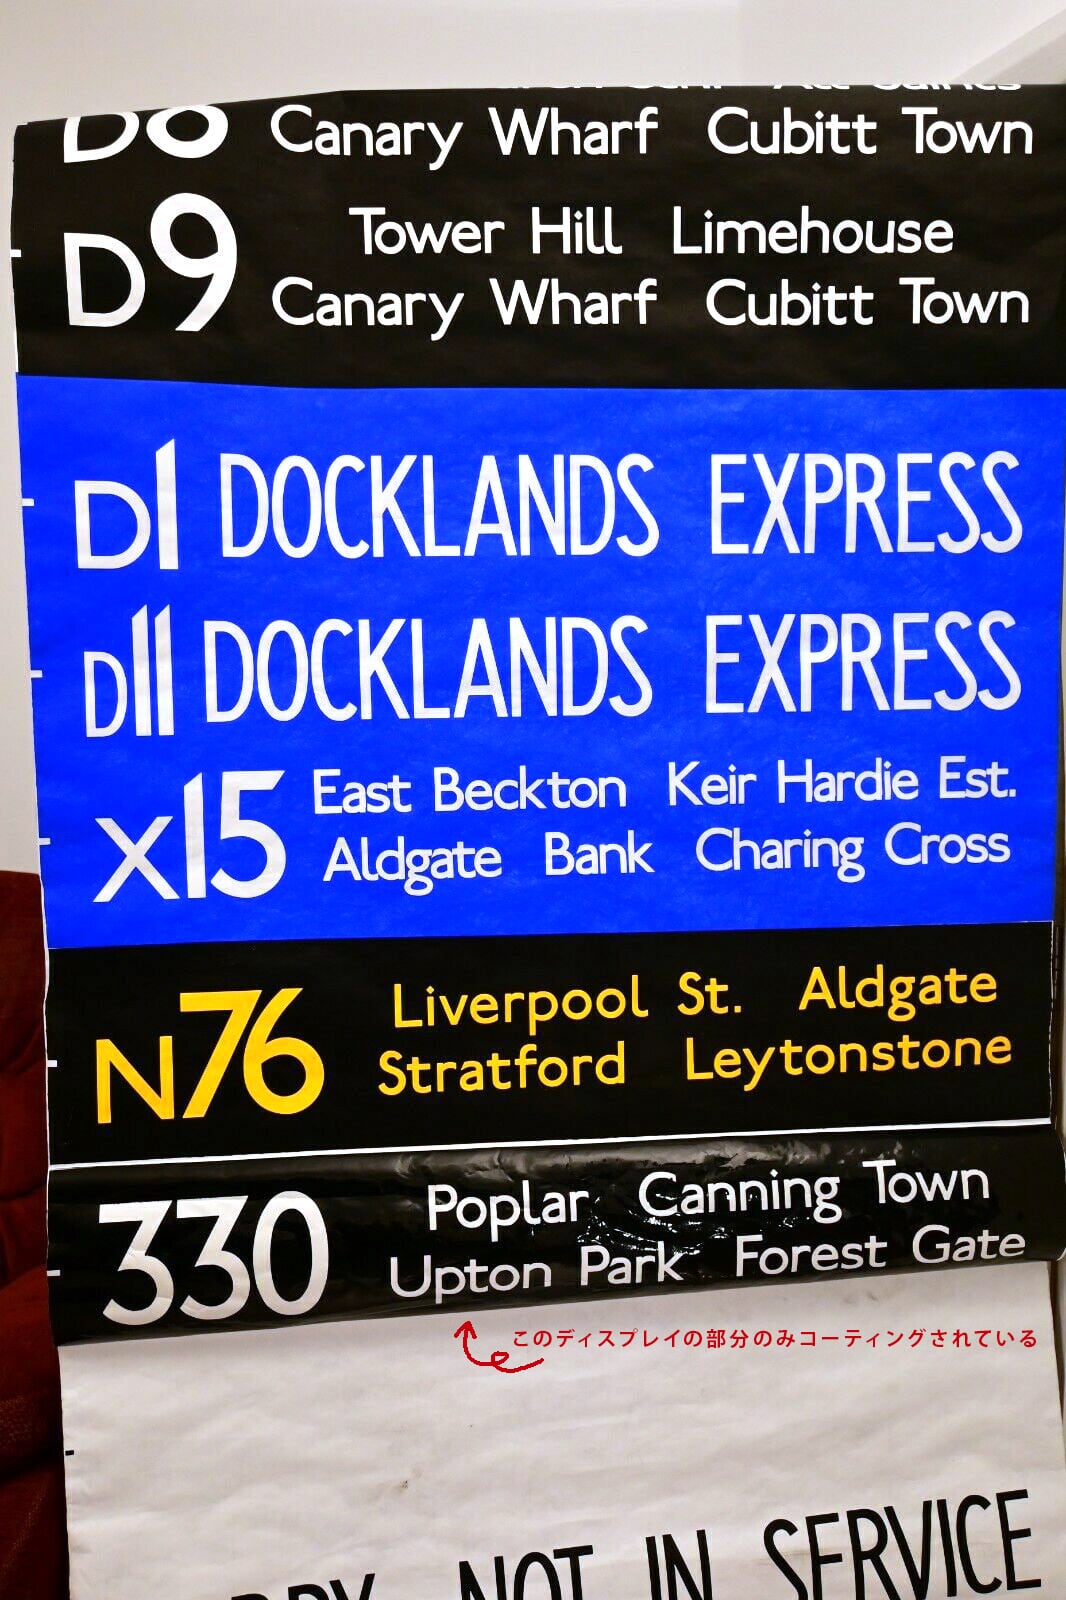 D8 Canary Wharf Cubitt Town
Tower Hill Limehouse
D9 Canary Wharf Cubitt Town
D1 DOCKLANDS EXPRESS
D11 DOCKLANDS EXPRESS
X15 East Beckton Keir Hardie Est.
Aldgate Bank Charing Cross
N76 Liverpool St. Aldgate
Stratford Leytonstone
330 Poplar Canning Town
Upton Park Forest Gate
このディスプレイの部分のみコーティングされている
NOT IN SERVICE